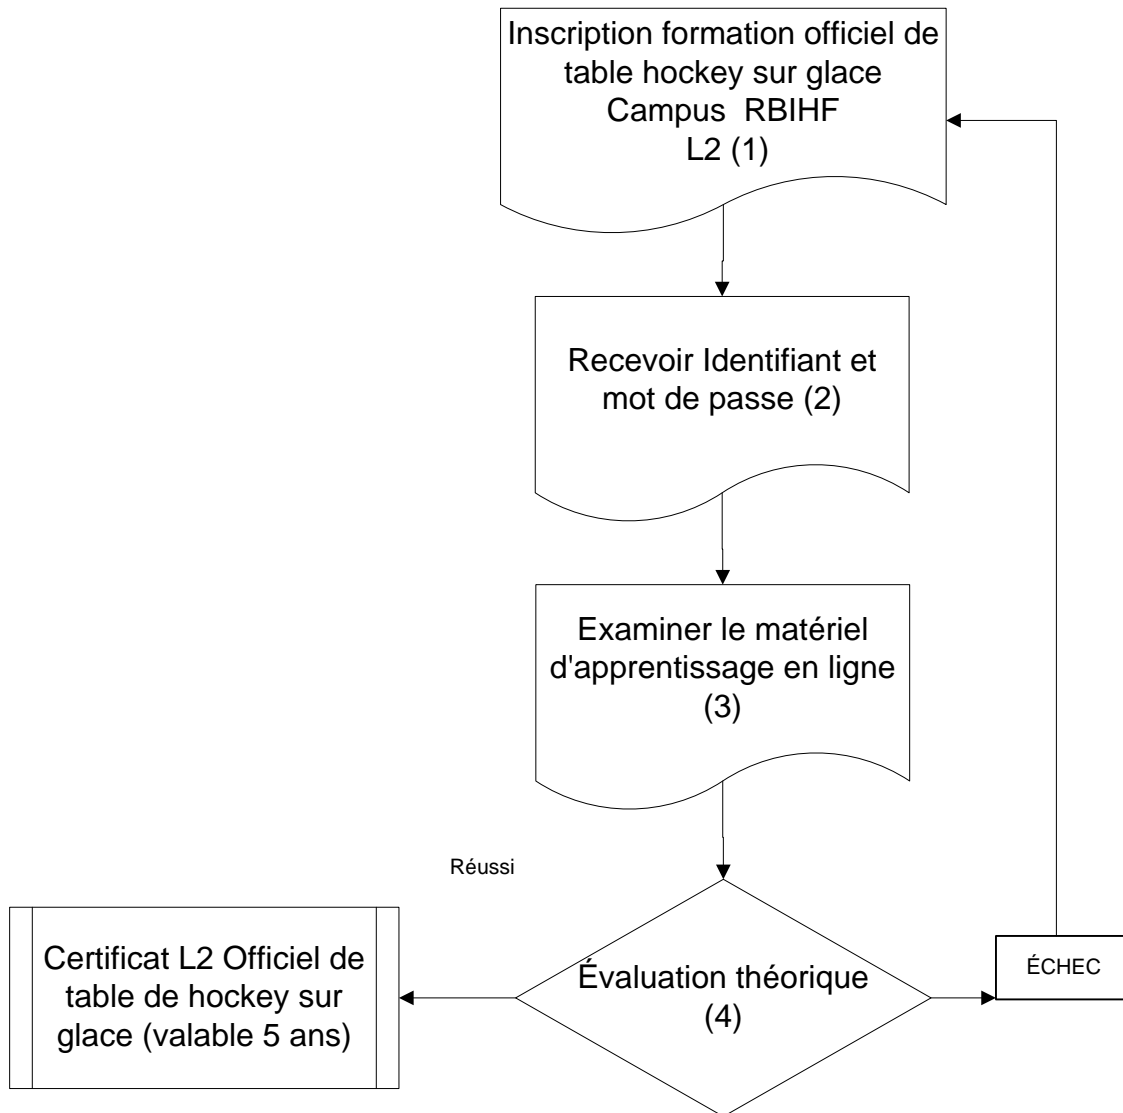 Inscription formation officiel de
table hockey sur glace
Campus RBIHF
L2 (1)
Recevoir Identifiant et
mot de passe (2)
Examiner le matériel
d'apprentissage en ligne
(3)
Réussi
Certificat L2 Officiel de
table de hockey sur
glace (valable 5 ans)
Évaluation théorique
(4)
ÉCHEC